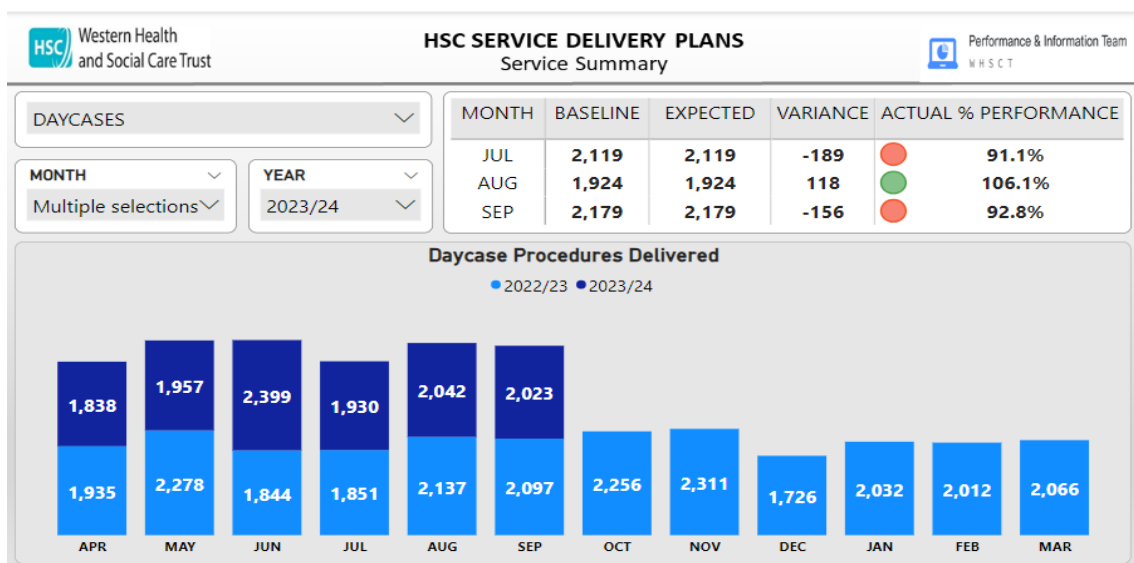 HSC Western Health and Social Care Trust
HSC SERVICE DELIVERY PLANS
Service Summary
Performance & Information Team
WHSCT
DAYCASES
MONTH
Multiple selections
YEAR
2023/24
MONTH BASELINE EXPECTED VARIANCE ACTUAL % PERFORMANCE
JUL 2,119 2,119 -189 91.1%
AUG 1,924 1,924 118 106.1%
SEP 2,179 2,179 -156 92.8%
Daycase Procedures Delivered
2022/23 2023/24
1,838 1,957 2,399 1,930 2,042 2,023
1,935 2,278 1,844 1,851 2,137 2,097 2,256 2,311 1,726 2,032 2,012 2,066
APR MAY JUN JUL AUG SEP OCT NOV DEC JAN FEB MAR